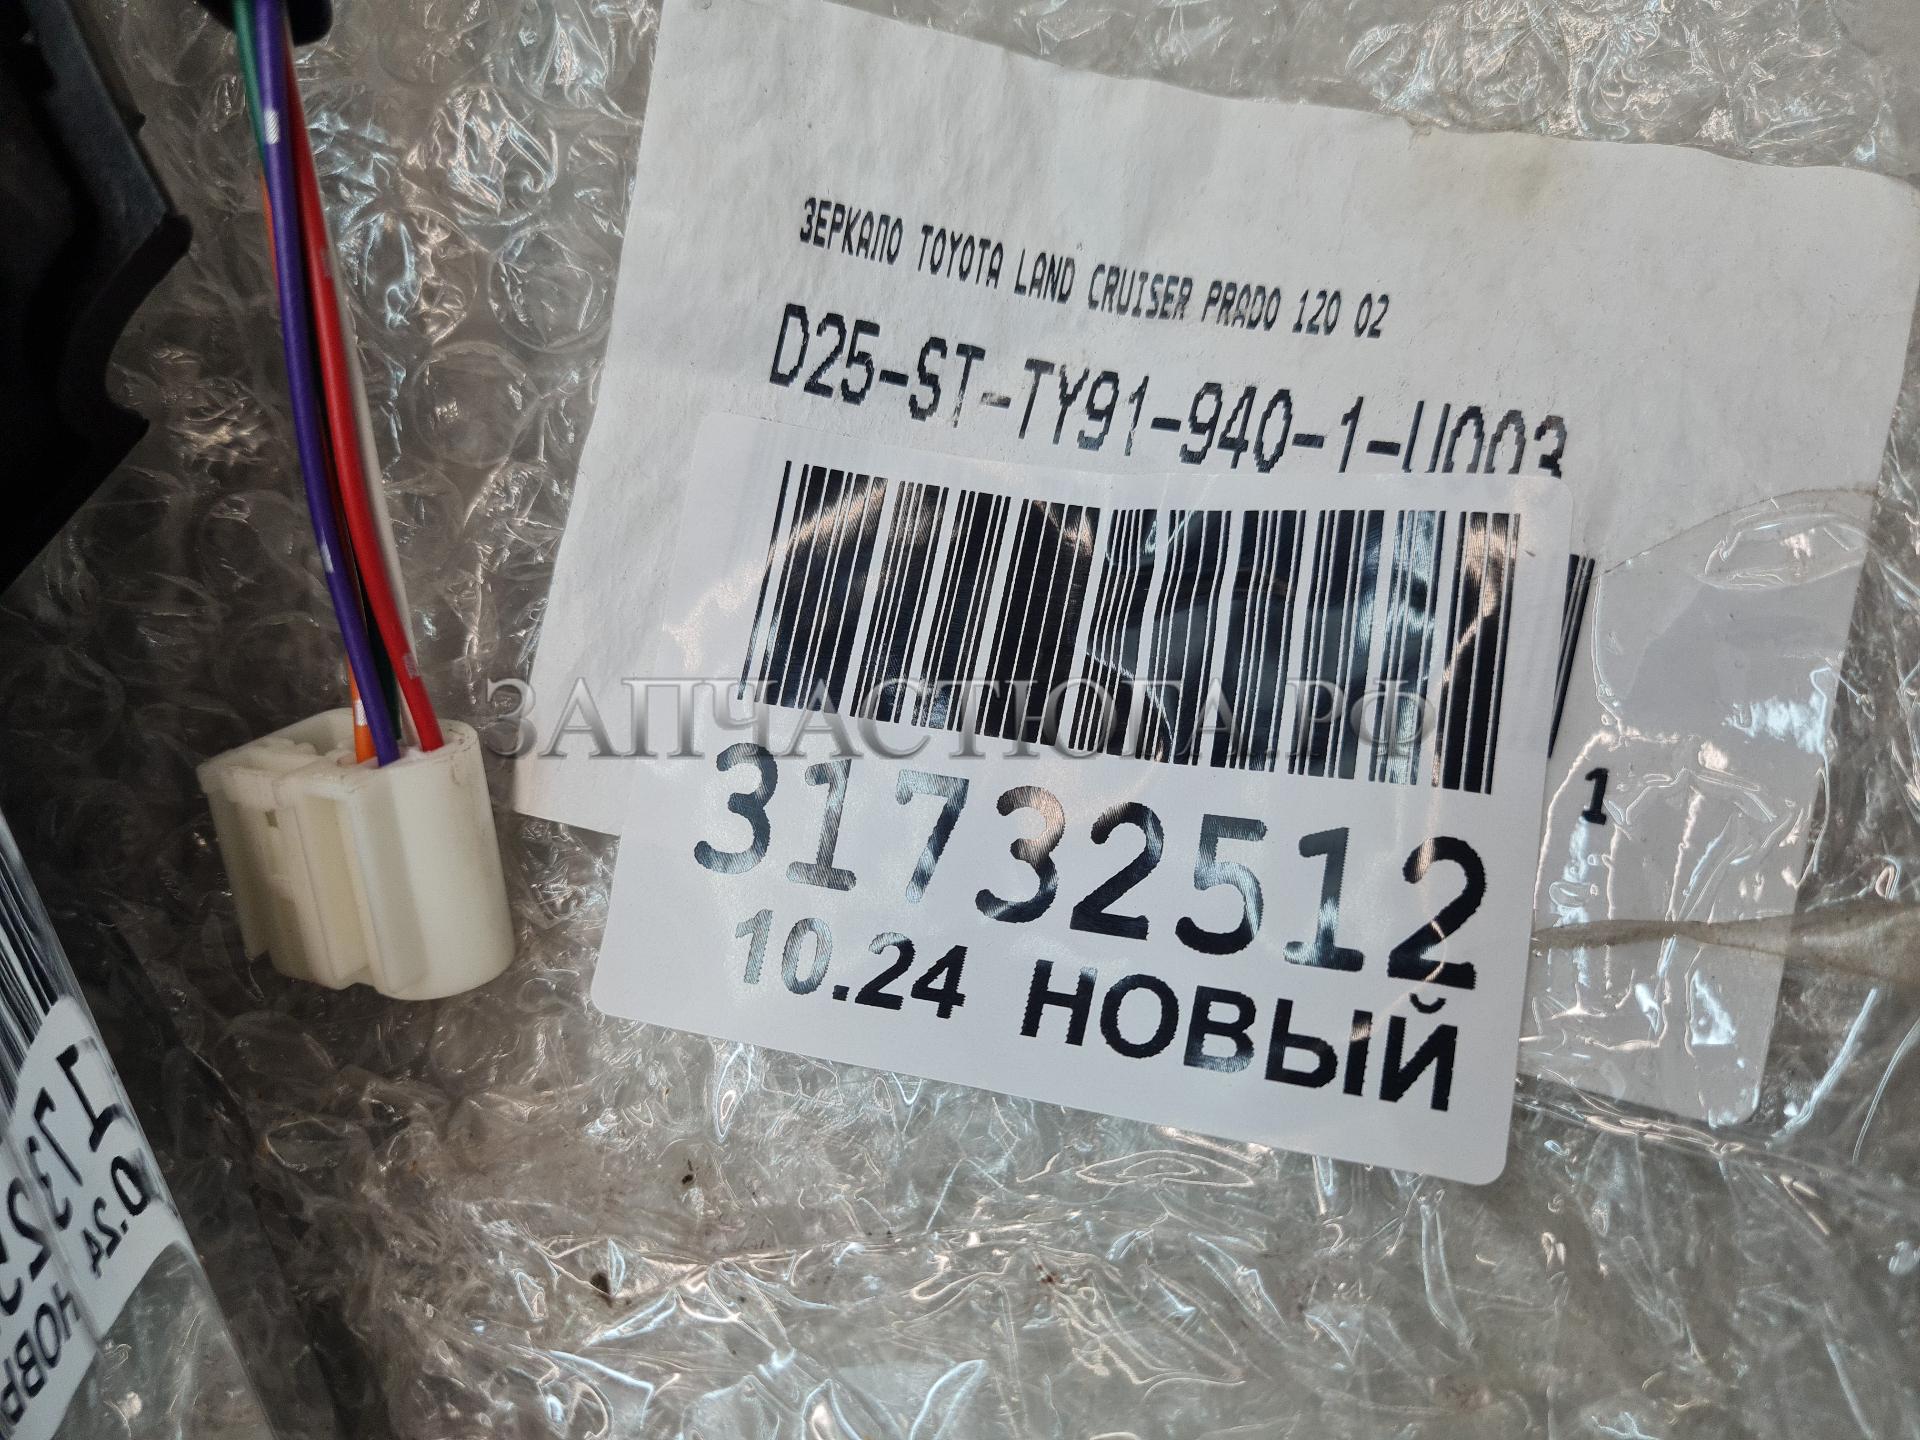 ЗЕРКАЛО TOYOTA LAND CRUISER PRADO 120 02
D25-ST-TY91-940-1-U003
ЗАПЧАСТЮГА.РФ
1
31732512
10.24 НОВЫЙ